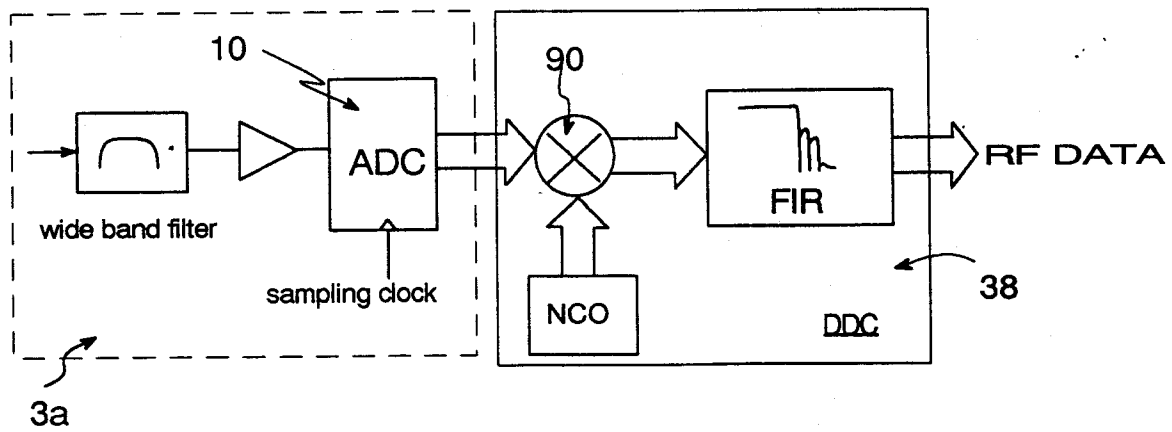 10
90
ADC
RF DATA
FIR
wide band filter
sampling clock
NCO
38
DDC
3a